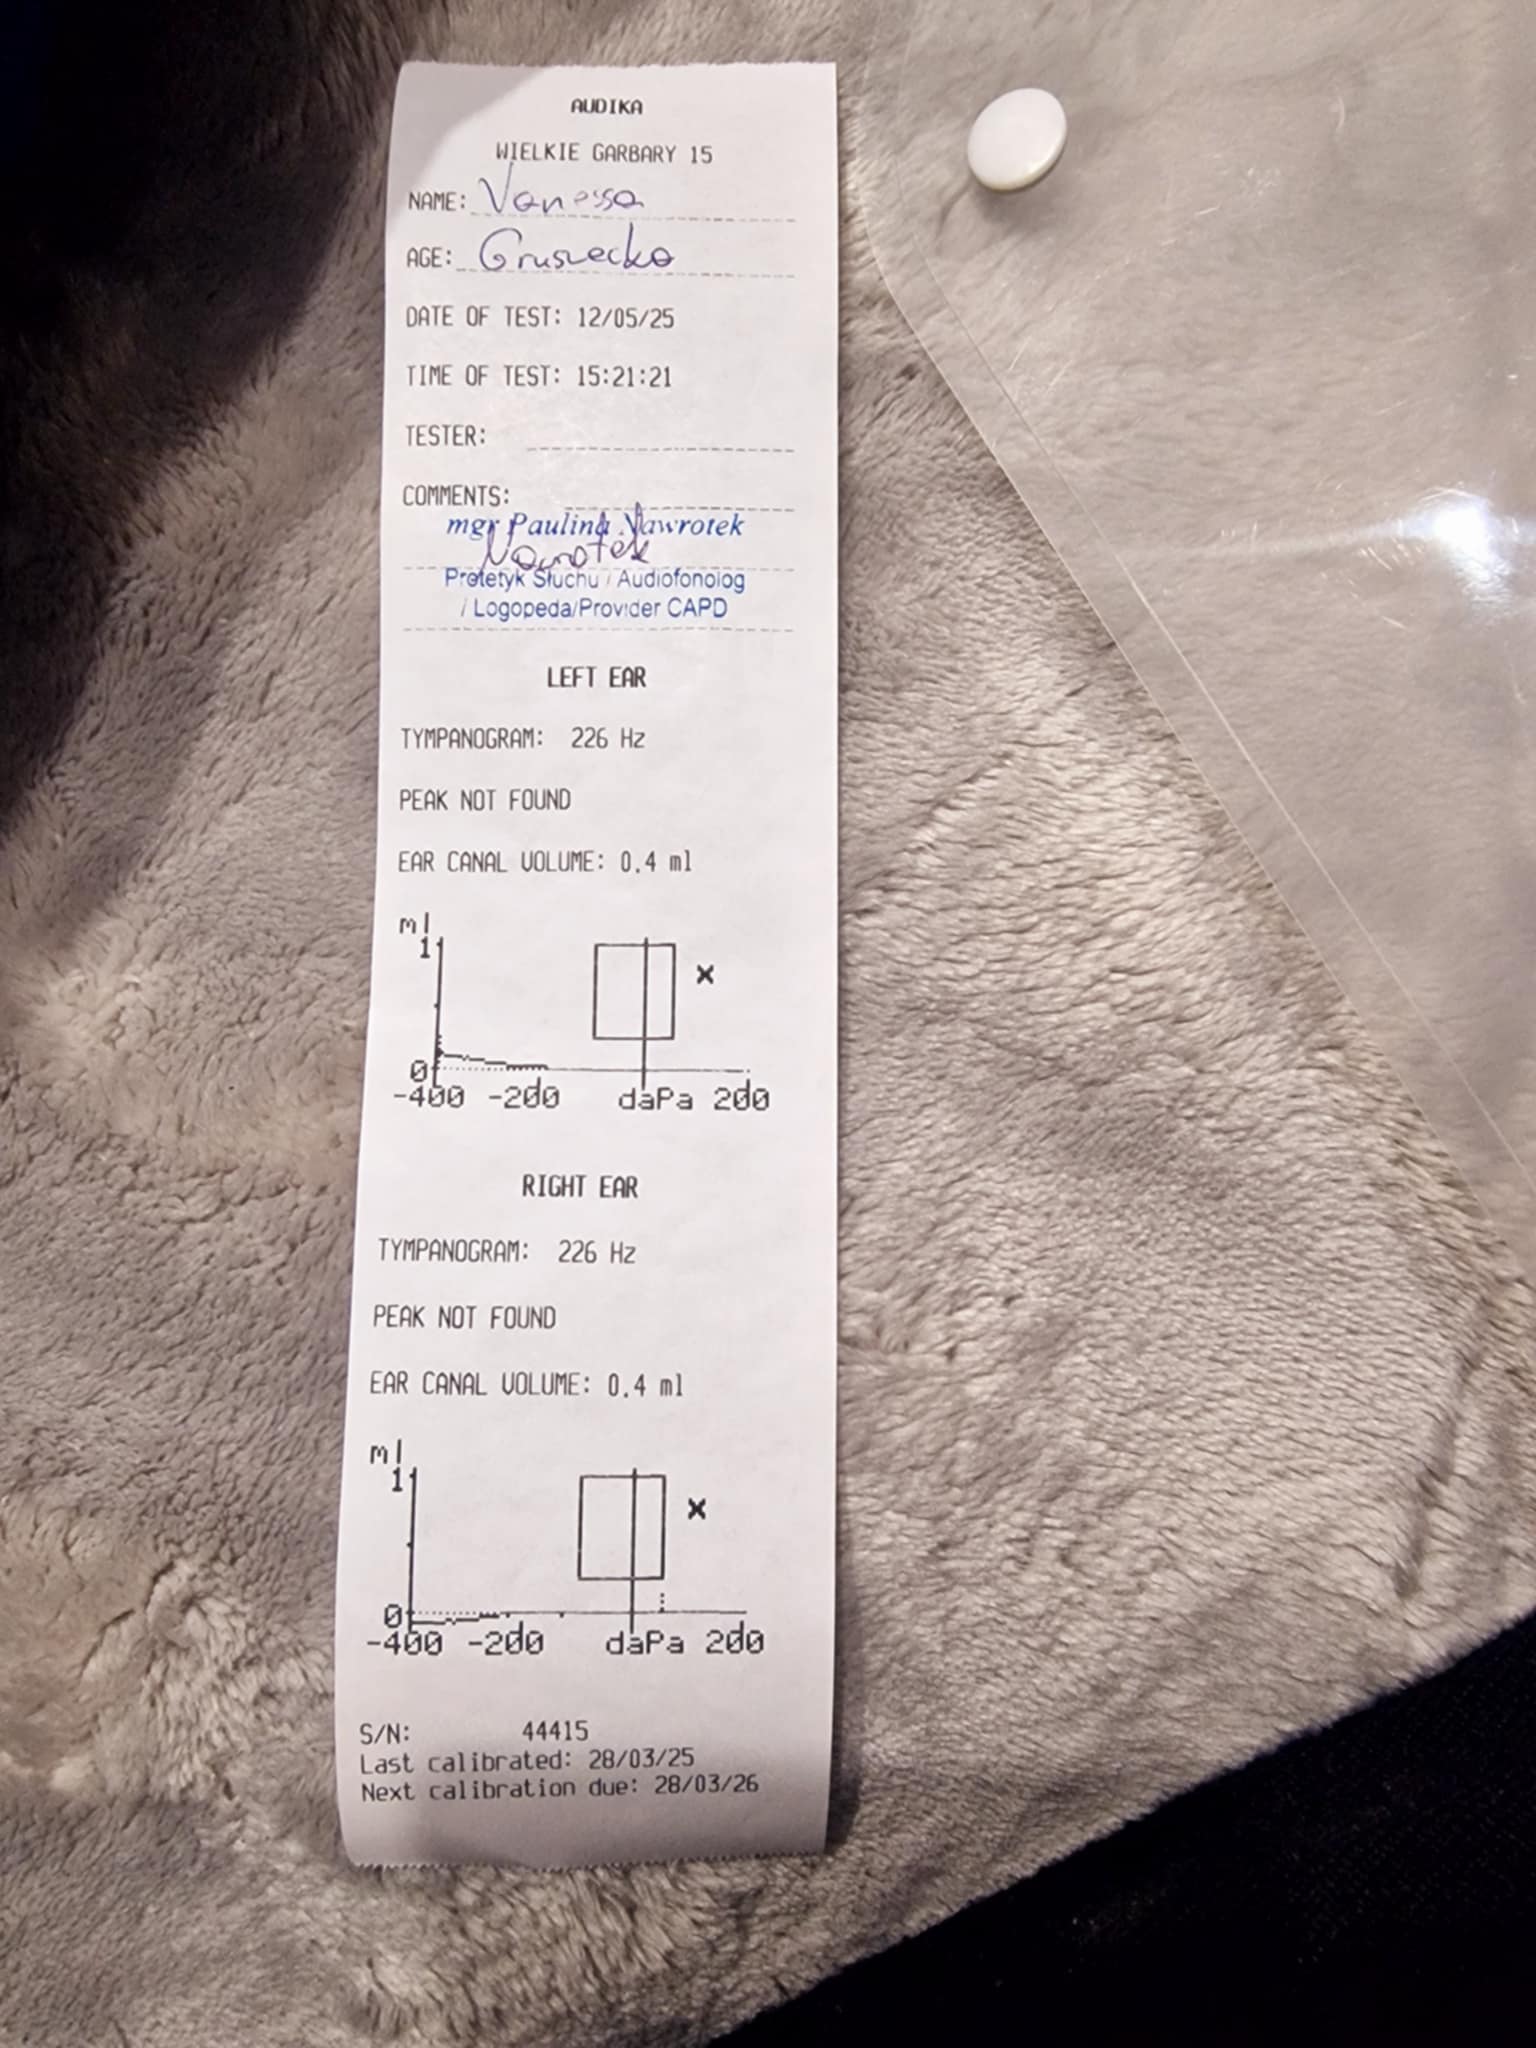 AUDIKA
WIELKIE GARBARY 15
NAME: Vanessa
AGE: Gruszecka
DATE OF TEST: 12/05/25
TIME OF TEST: 15:21:21
TESTER:
COMMENTS:
mgr Paulina Nawrotek
Nawrotek
Protetyk Słuchu / Audiofonolog
/ Logopeda/Provider CAPD
LEFT EAR
TYMPANOGRAM: 226 Hz
PEAK NOT FOUND
EAR CANAL VOLUME: 0.4 ml
ml
1
0
-400 -200 daPa 200
RIGHT EAR
TYMPANOGRAM: 226 Hz
PEAK NOT FOUND
EAR CANAL VOLUME: 0.4 ml
ml
1
0
-400 -200 daPa 200
S/N: 44415
Last calibrated: 28/03/25
Next calibration due: 28/03/26